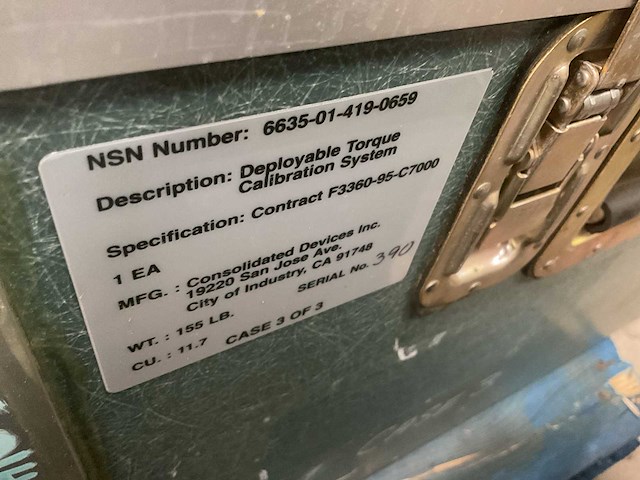 NSN Number: 6635-01-419-0659
Description: Deployable Torque
Calibration System
Specification: Contract F3360-95-C7000
1 EA
MFG. : Consolidated Devices Inc.
19220 San Jose Ave.
City of Industry, CA 91748
SERIAL No. 390
WT. : 155 LB.
CU. : 11.7 CASE 3 OF 3